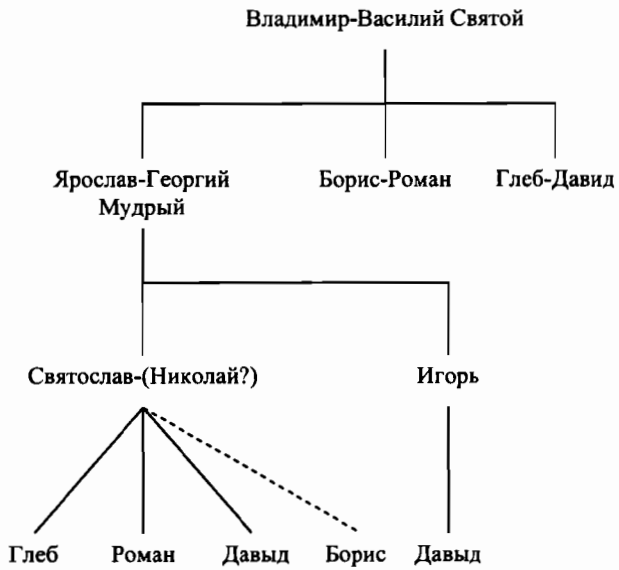 Владимир-Василий Святой
Ярослав-Георгий
Мудрый
Борис-Роман
Глеб-Давид
Святослав-(Николай?)
Игорь
Глеб
Роман
Давыд
Борис
Давыд